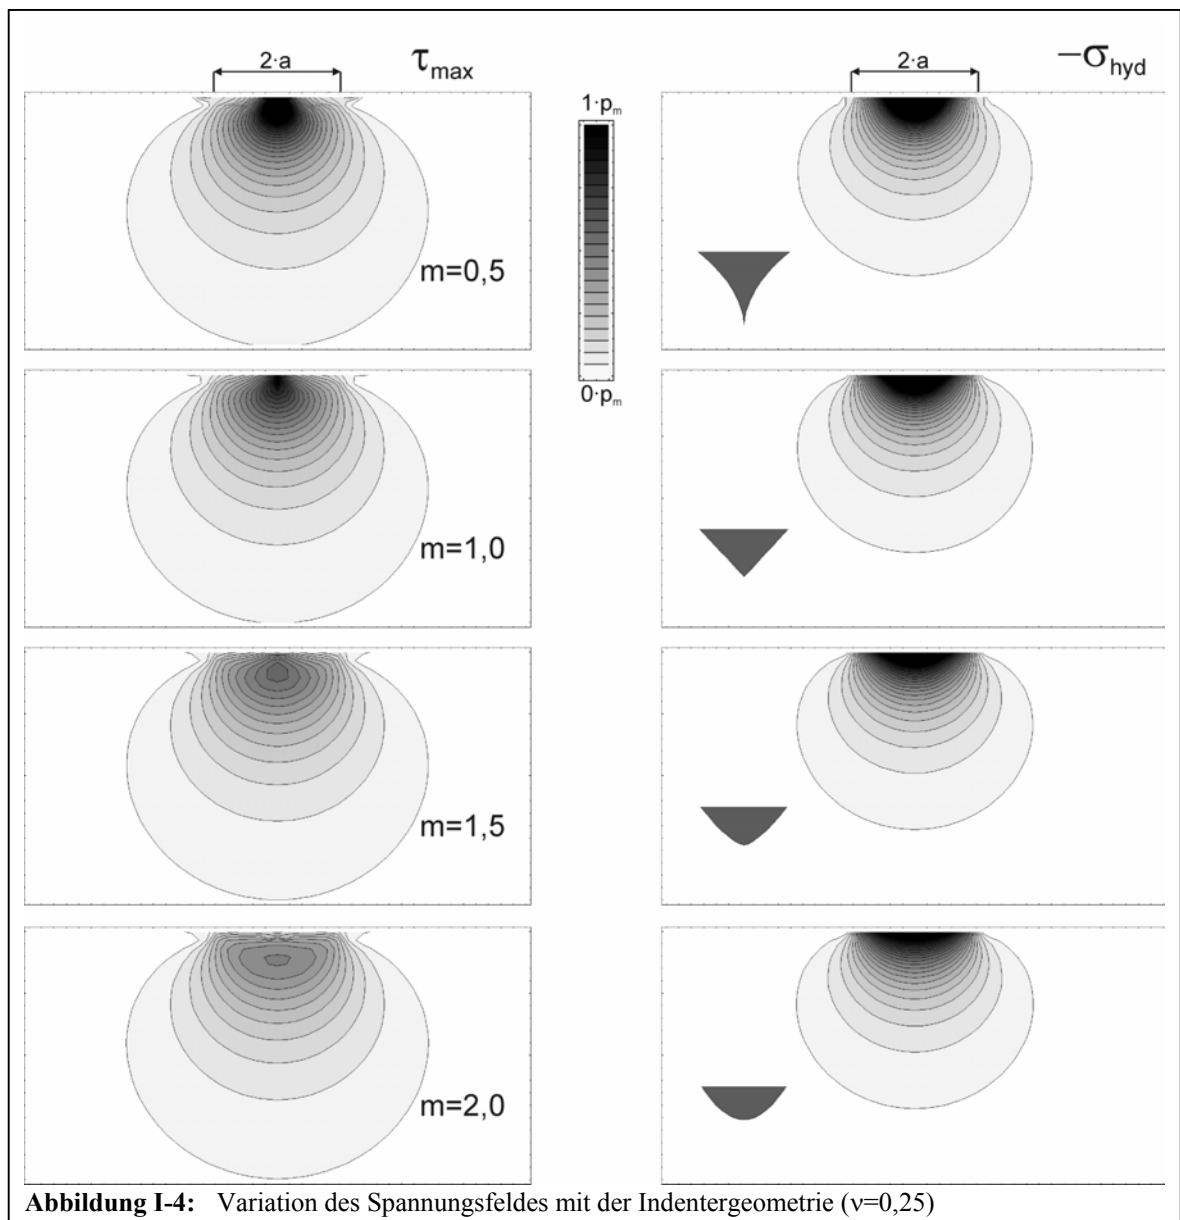 2·a
τmax
2·a
−σhyd
1·pm
0·pm
m=0,5
m=1,0
m=1,5
m=2,0
Abbildung I-4: Variation des Spannungsfeldes mit der Indentergeometrie (ν=0,25)